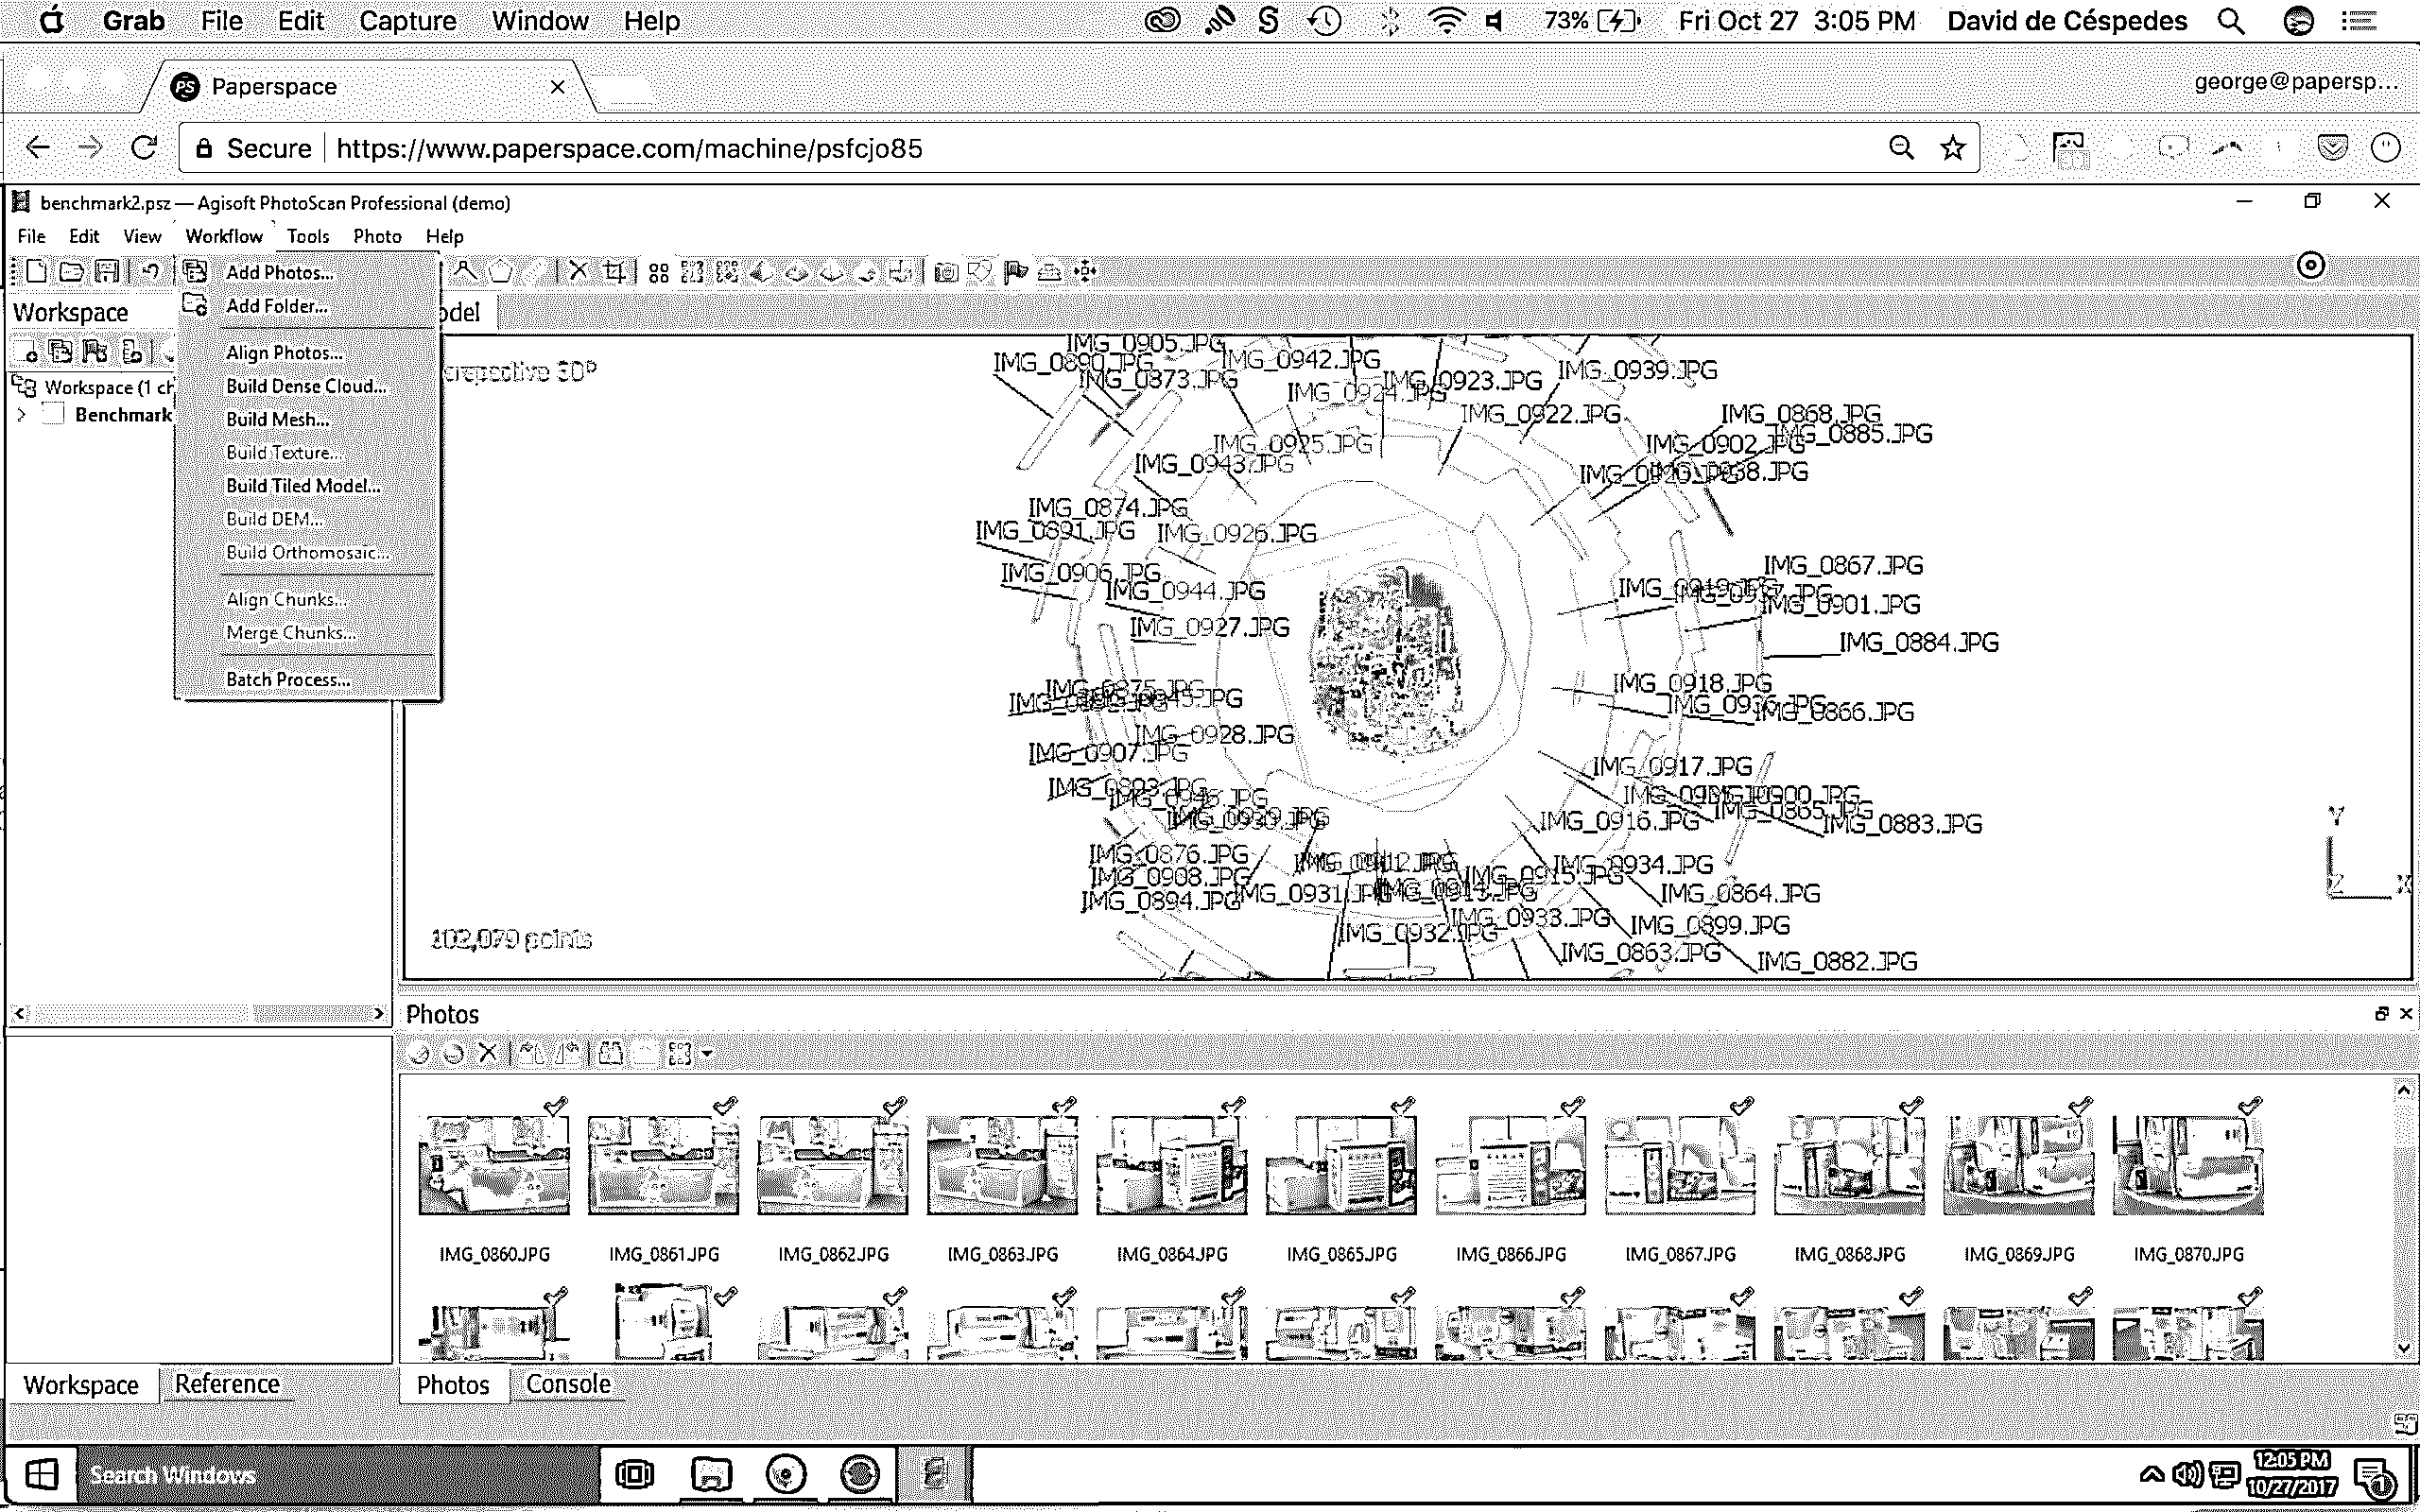 Grab File Edit Capture Window Help 73% Fri Oct 27 3:05 PM David de Céspedes
Paperspace george@papersp...
Secure https://www.paperspace.com/machine/psfcjo85
benchmark2.psz — Agisoft PhotoScan Professional (demo)
File Edit View Workflow Tools Photo Help
Add Photos...
Add Folder...
Align Photos...
Build Dense Cloud...
Build Mesh...
Build Texture...
Build Tiled Model...
Build DEM...
Build Orthomosaic...
Align Chunks...
Merge Chunks...
Batch Process...
Workspace
Workspace (1 ch
Benchmark
odel
erspective 30°
IMG_0905.JPG
IMG_0890.JPG
IMG_0942.JPG
IMG_0873.JPG
IMG_0924.JPG
IMG_0923.JPG
IMG_0939.JPG
IMG_0922.JPG
IMG_0868.JPG
IMG_0885.JPG
IMG_0902.JPG
IMG_0925.JPG
IMG_0943.JPG
IMG_0874.JPG
IMG_0891.JPG
IMG_0926.JPG
IMG_0867.JPG
IMG_0906.JPG
IMG_0944.JPG
IMG_0901.JPG
IMG_0927.JPG
IMG_0884.JPG
IMG_0918.JPG
IMG_0866.JPG
IMG_0928.JPG
IMG_0907.JPG
IMG_0917.JPG
IMG_0893.JPG
IMG_0865.JPG
IMG_0916.JPG
IMG_0883.JPG
IMG_0876.JPG
IMG_0934.JPG
IMG_0908.JPG
IMG_0915.JPG
IMG_0931.JPG
IMG_0864.JPG
IMG_0894.JPG
IMG_0933.JPG
IMG_0899.JPG
IMG_0932.JPG
IMG_0863.JPG
IMG_0882.JPG
102,079 points
Y
Z X
Photos
IMG_0860.JPG IMG_0861.JPG IMG_0862.JPG IMG_0863.JPG IMG_0864.JPG IMG_0865.JPG IMG_0866.JPG IMG_0867.JPG IMG_0868.JPG IMG_0869.JPG IMG_0870.JPG
Workspace Reference Photos Console
Search Windows
12:05 PM
10/27/2017